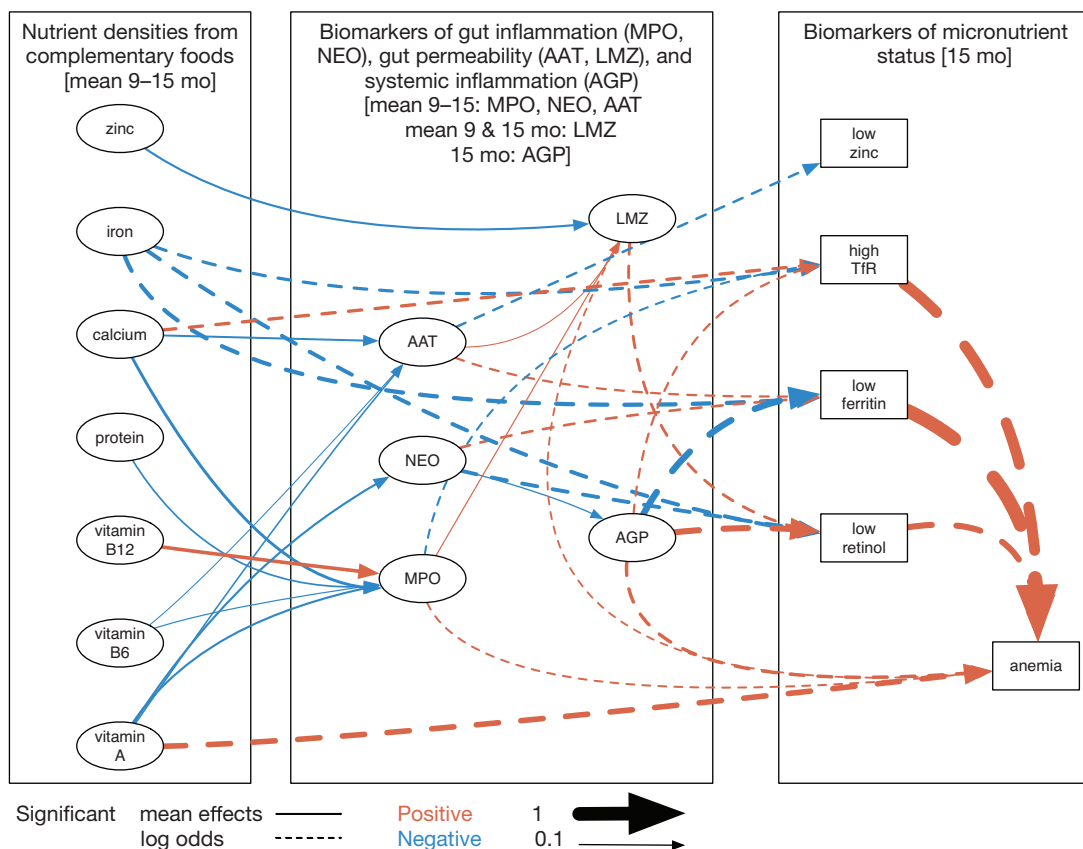 Nutrient densities from
complementary foods
[mean 9–15 mo]
zinc
iron
calcium
protein
vitamin
B12
vitamin
B6
vitamin
A
Biomarkers of gut inflammation (MPO,
NEO), gut permeability (AAT, LMZ), and
systemic inflammation (AGP)
[mean 9–15: MPO, NEO, AAT
mean 9 & 15 mo: LMZ
15 mo: AGP]
LMZ
AAT
NEO
AGP
MPO
Biomarkers of micronutrient
status [15 mo]
low
zinc
high
TfR
low
ferritin
low
retinol
anemia
Significant mean effects Positive 1
log odds Negative 0.1